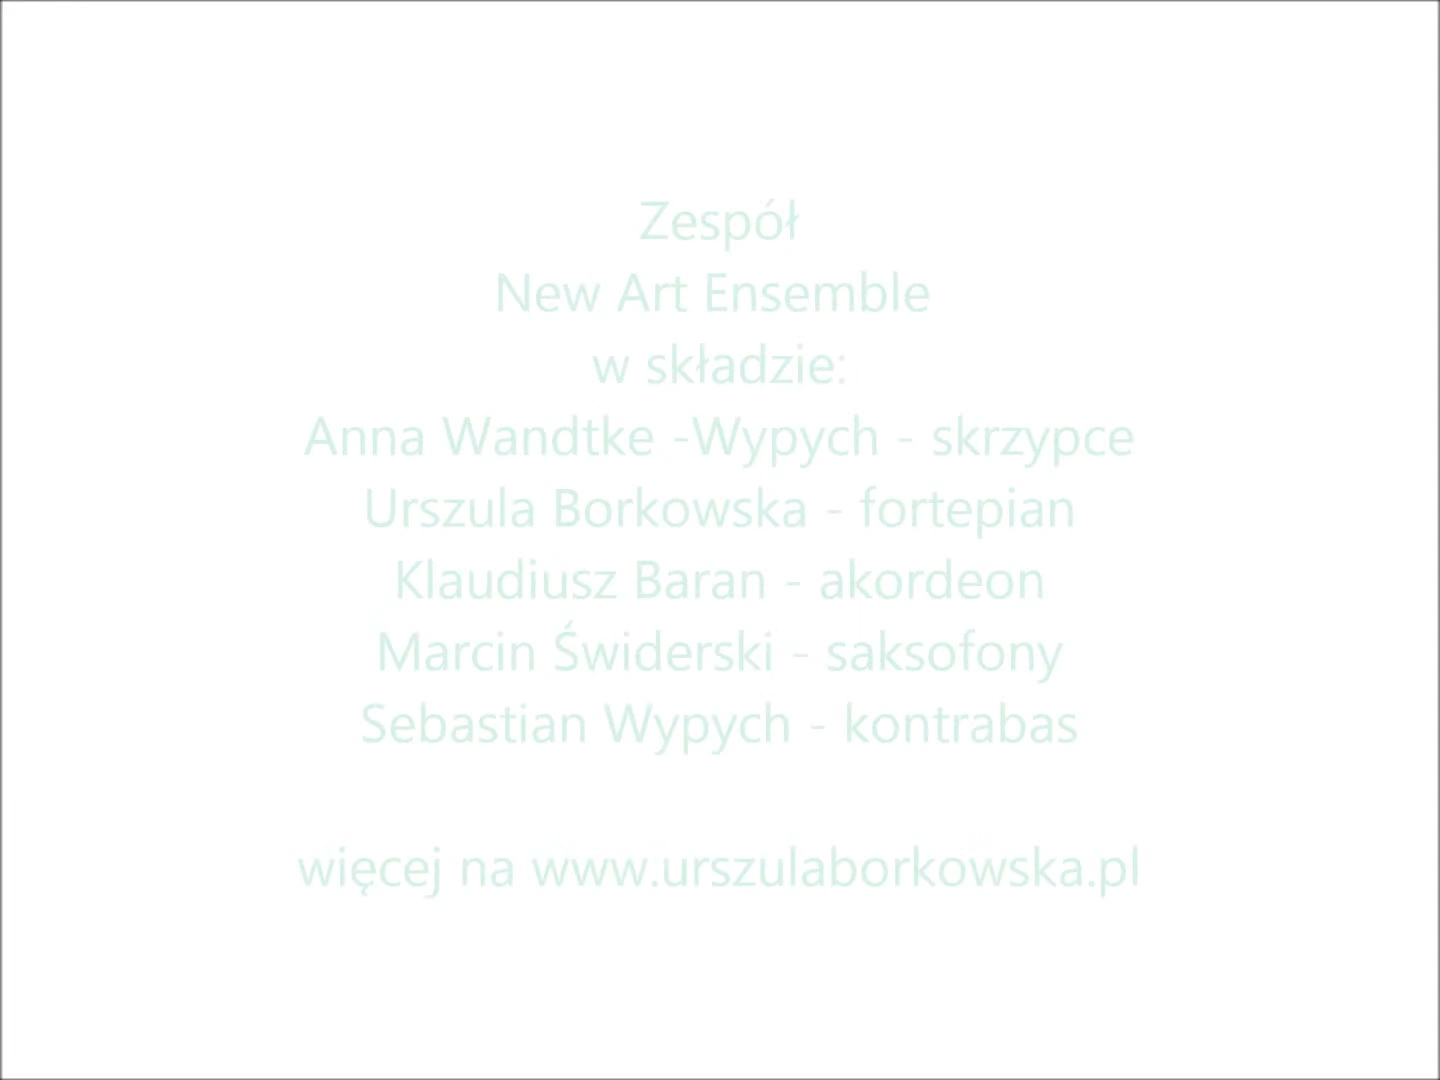 Zespół
New Art Ensemble
w składzie:
Anna Wandtke -Wypych - skrzypce
Urszula Borkowska - fortepian
Klaudiusz Baran - akordeon
Marcin Świderski - saksofony
Sebastian Wypych - kontrabas
więcej na www.urszulaborkowska.pl